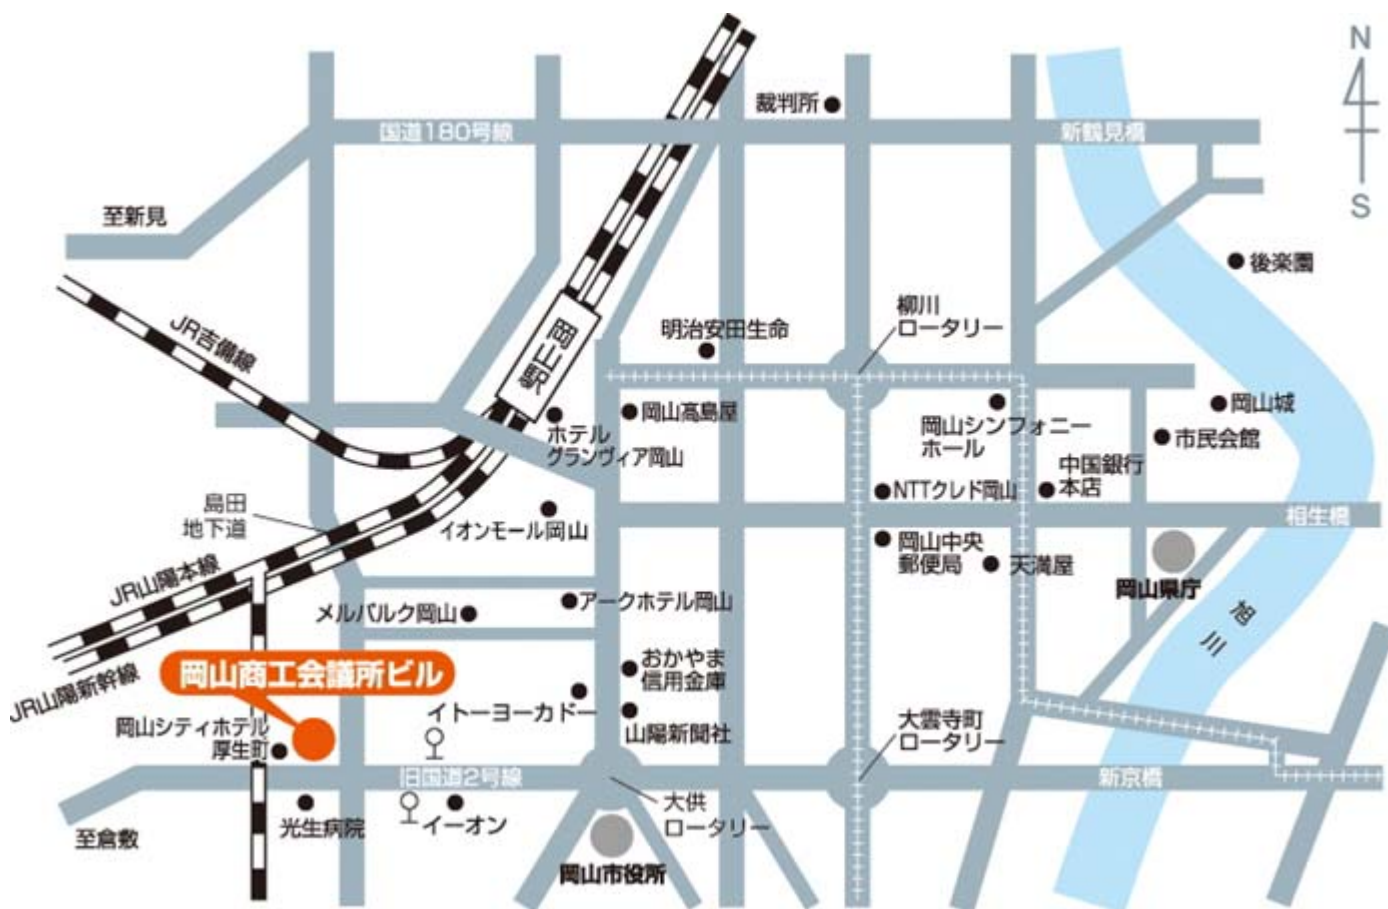 N
裁判所
国道180号線
新鶴見橋
S
至新見
後楽園
柳川
ロータリー
明治安田生命
JR吉備線
岡山駅
岡山高島屋
岡山城
ホテル
グランヴィア岡山
岡山シンフォニー
ホール
市民会館
中国銀行
本店
NTTクレド岡山
島田
地下道
イオンモール岡山
相生橋
岡山中央
郵便局
天満屋
岡山県庁
JR山陽本線
メルパルク岡山
アークホテル岡山
旭川
JR山陽新幹線
岡山商工会議所ビル
おかやま
信用金庫
イトーヨーカドー
山陽新聞社
岡山シティホテル
厚生町
大雲寺町
ロータリー
旧国道2号線
新京橋
光生病院
イーオン
大供
ロータリー
至倉敷
岡山市役所